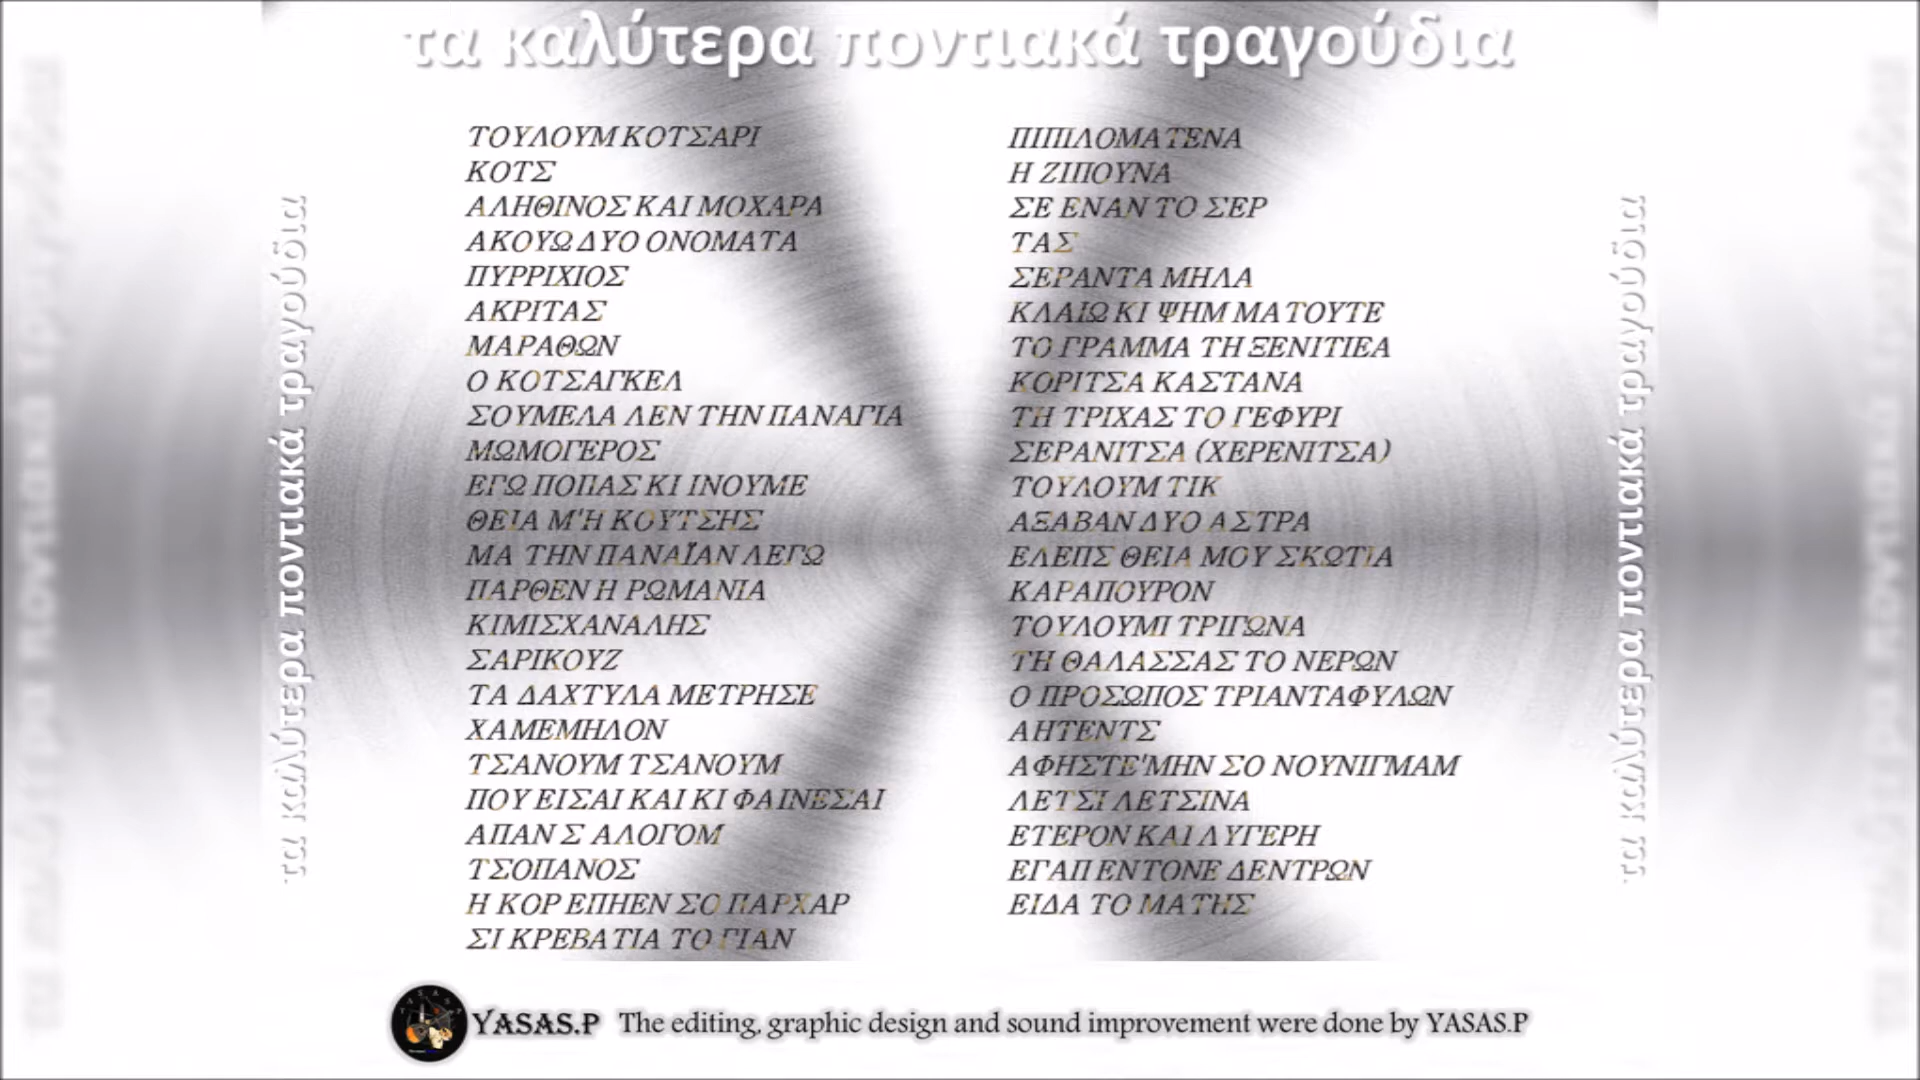 τα καλύτερα ποντιακά τραγούδια
ΤΟΥΛΟΥΜ ΚΟΤΣΑΡΙ
ΚΟΤΣ
ΑΛΗΘΙΝΟΣ ΚΑΙ ΜΟΧΑΡΑ
ΑΚΟΥΩ ΔΥΟ ΟΝΟΜΑΤΑ
ΠΥΡΡΙΧΙΟΣ
ΑΚΡΙΤΑΣ
ΜΑΡΑΘΩΝ
Ο ΚΟΤΣΑΓΚΕΛ
ΣΟΥΜΕΛΑ ΛΕΝ ΤΗΝ ΠΑΝΑΓΙΑ
ΜΩΜΟΓΕΡΟΣ
ΕΓΩ ΠΟΠΑΣ ΚΙ ΙΝΟΥΜΕ
ΘΕΙΑ Μ'Η ΚΟΥΤΣΗΣ
ΜΑ ΤΗΝ ΠΑΝΑΪΑΝ ΛΕΓΩ
ΠΑΡΘΕΝ Η ΡΩΜΑΝΙΑ
ΚΙΜΙΣΧΑΝΑΛΗΣ
ΣΑΡΙΚΟΥΖ
ΤΑ ΔΑΧΤΥΛΑ ΜΕΤΡΗΣΕ
ΧΑΜΕΜΗΛΟΝ
ΤΣΑΝΟΥΜ ΤΣΑΝΟΥΜ
ΠΟΥ ΕΙΣΑΙ ΚΑΙ ΚΙ ΦΑΙΝΕΣΑΙ
ΑΠΑΝ Σ ΑΛΟΓΟΜ
ΤΣΟΠΑΝΟΣ
Η ΚΟΡ ΕΠΗΕΝ ΣΟ ΠΑΡΧΑΡ
ΣΙ ΚΡΕΒΑΤΙΑ ΤΟ ΓΙΑΝ
ΠΙΠΙΛΟΜΑΤΕΝΑ
Η ΖΙΠΟΥΝΑ
ΣΕ ΕΝΑΝ ΤΟ ΣΕΡ
ΤΑΣ
ΣΕΡΑΝΤΑ ΜΗΛΑ
ΚΛΑΙΩ ΚΙ ΨΗΜ ΜΑΤΟΥΤΕ
ΤΟ ΓΡΑΜΜΑ ΤΗ ΞΕΝΙΤΙΕΑ
ΚΟΡΙΤΣΑ ΚΑΣΤΑΝΑ
ΤΗ ΤΡΙΧΑΣ ΤΟ ΓΕΦΥΡΙ
ΣΕΡΑΝΙΤΣΑ (ΧΕΡΕΝΙΤΣΑ)
ΤΟΥΛΟΥΜ ΤΙΚ
ΑΞΑΒΑΝ ΔΥΟ ΑΣΤΡΑ
ΕΛΕΠΣ ΘΕΙΑ ΜΟΥ ΣΚΩΤΙΑ
ΚΑΡΑΠΟΥΡΟΝ
ΤΟΥΛΟΥΜΙ ΤΡΙΓΩΝΑ
ΤΗ ΘΑΛΑΣΣΑΣ ΤΟ ΝΕΡΩΝ
Ο ΠΡΟΣΩΠΟΣ ΤΡΙΑΝΤΑΦΥΛΩΝ
ΑΗΤΕΝΤΣ
ΑΦΗΣΤΕ'ΜΗΝ ΣΟ ΝΟΥΝΙΓΜΑΜ
ΛΕΤΣΙ ΛΕΤΣΙΝΑ
ΕΤΕΡΟΝ ΚΑΙ ΛΥΓΕΡΗ
ΕΓΑΠ ΕΝΤΟΝΕ ΔΕΝΤΡΩΝ
ΕΙΔΑ ΤΟ ΜΑ ΤΗΣ
τα καλύτερα ποντιακά τραγούδια
τα καλύτερα ποντιακά τραγούδια
YASAS.P The editing, graphic design and sound improvement were done by YASAS.P